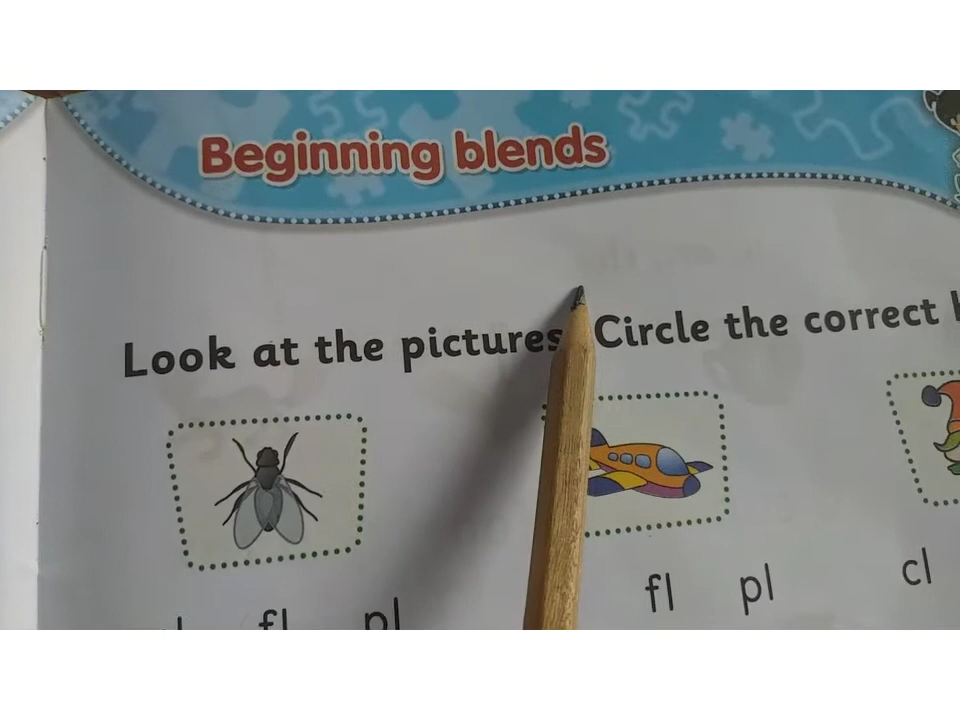 Beginning blends
Look at the pictures Circle the correct
fl pl fl pl cl